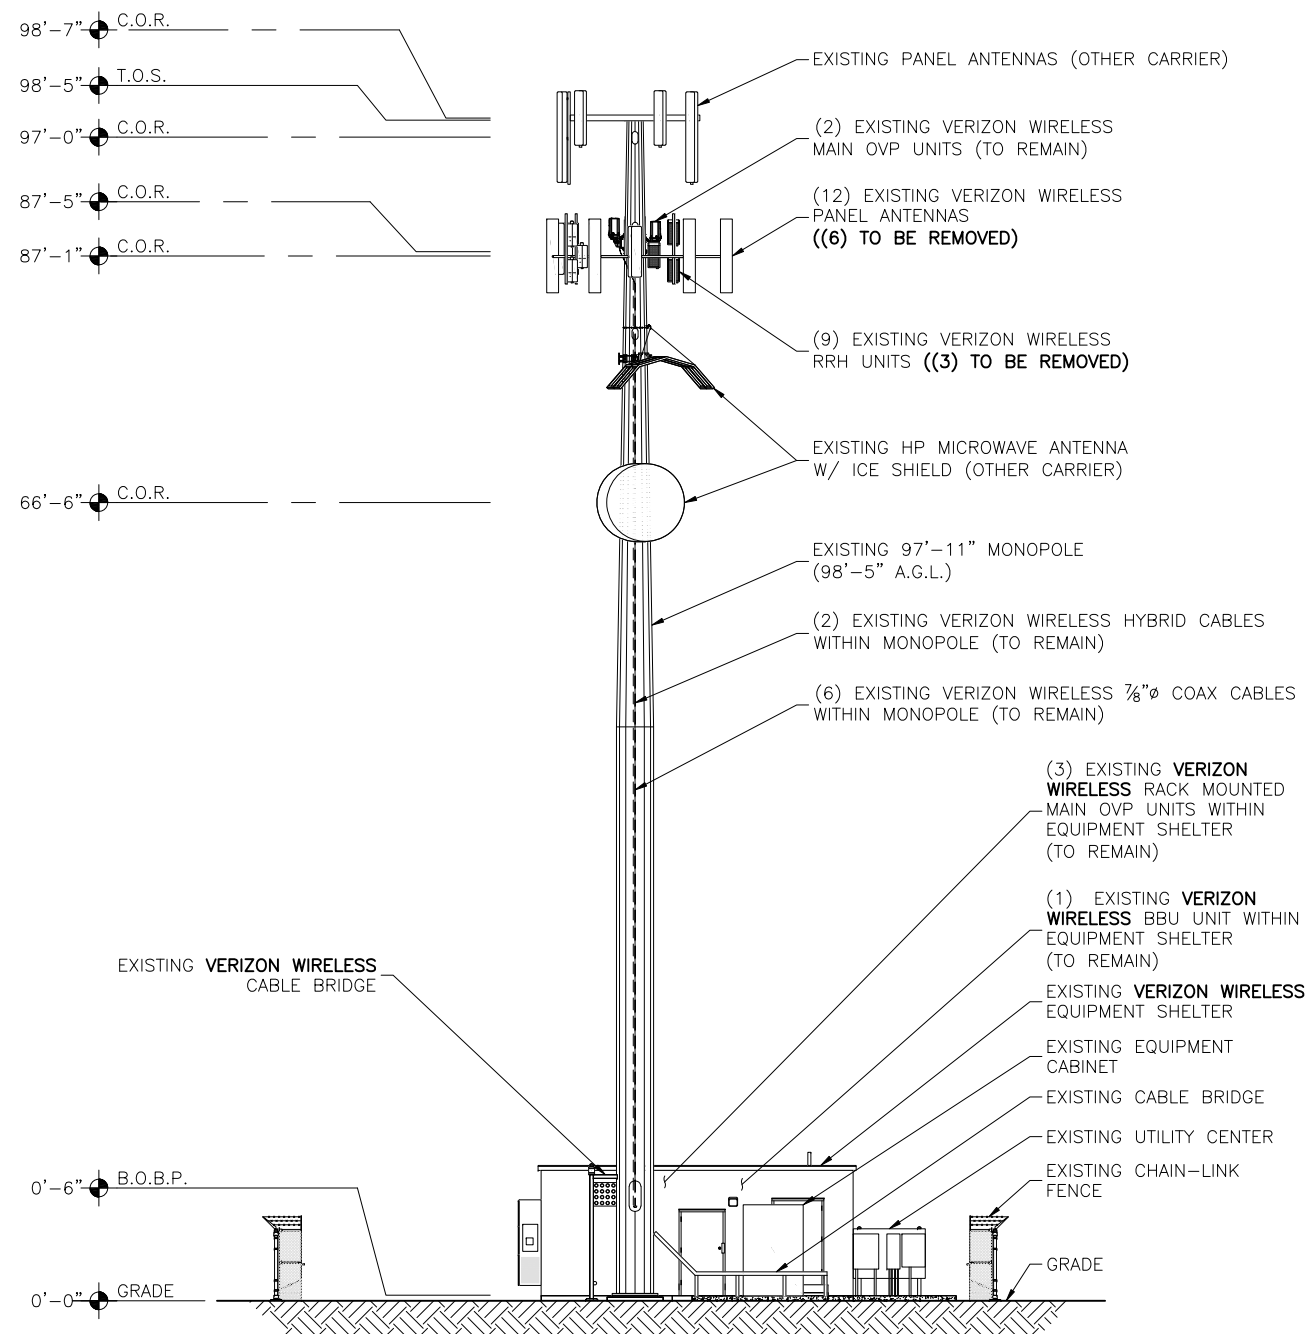 98'-7" C.O.R.
98'-5" T.O.S.
97'-0" C.O.R.
87'-5" C.O.R.
87'-1" C.O.R.
66'-6" C.O.R.
EXISTING PANEL ANTENNAS (OTHER CARRIER)
(2) EXISTING VERIZON WIRELESS
MAIN OVP UNITS (TO REMAIN)
(12) EXISTING VERIZON WIRELESS
PANEL ANTENNAS
((6) TO BE REMOVED)
(9) EXISTING VERIZON WIRELESS
RRH UNITS ((3) TO BE REMOVED)
EXISTING HP MICROWAVE ANTENNA
W/ ICE SHIELD (OTHER CARRIER)
EXISTING 97'-11" MONOPOLE
(98'-5" A.G.L.)
(2) EXISTING VERIZON WIRELESS HYBRID CABLES
WITHIN MONOPOLE (TO REMAIN)
(6) EXISTING VERIZON WIRELESS ⅞"ø COAX CABLES
WITHIN MONOPOLE (TO REMAIN)
(3) EXISTING VERIZON
WIRELESS RACK MOUNTED
MAIN OVP UNITS WITHIN
EQUIPMENT SHELTER
(TO REMAIN)
(1) EXISTING VERIZON
WIRELESS BBU UNIT WITHIN
EQUIPMENT SHELTER
(TO REMAIN)
EXISTING VERIZON WIRELESS
CABLE BRIDGE
EXISTING VERIZON WIRELESS
EQUIPMENT SHELTER
EXISTING EQUIPMENT
CABINET
EXISTING CABLE BRIDGE
EXISTING UTILITY CENTER
EXISTING CHAIN-LINK
FENCE
0'-6" B.O.B.P.
GRADE
0'-0" GRADE